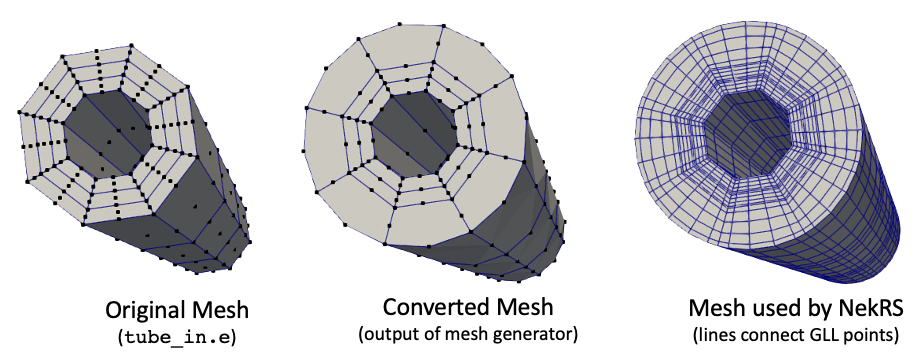 Original Mesh
(tube_in.e)
Converted Mesh
(output of mesh generator)
Mesh used by NekRS
(lines connect GLL points)